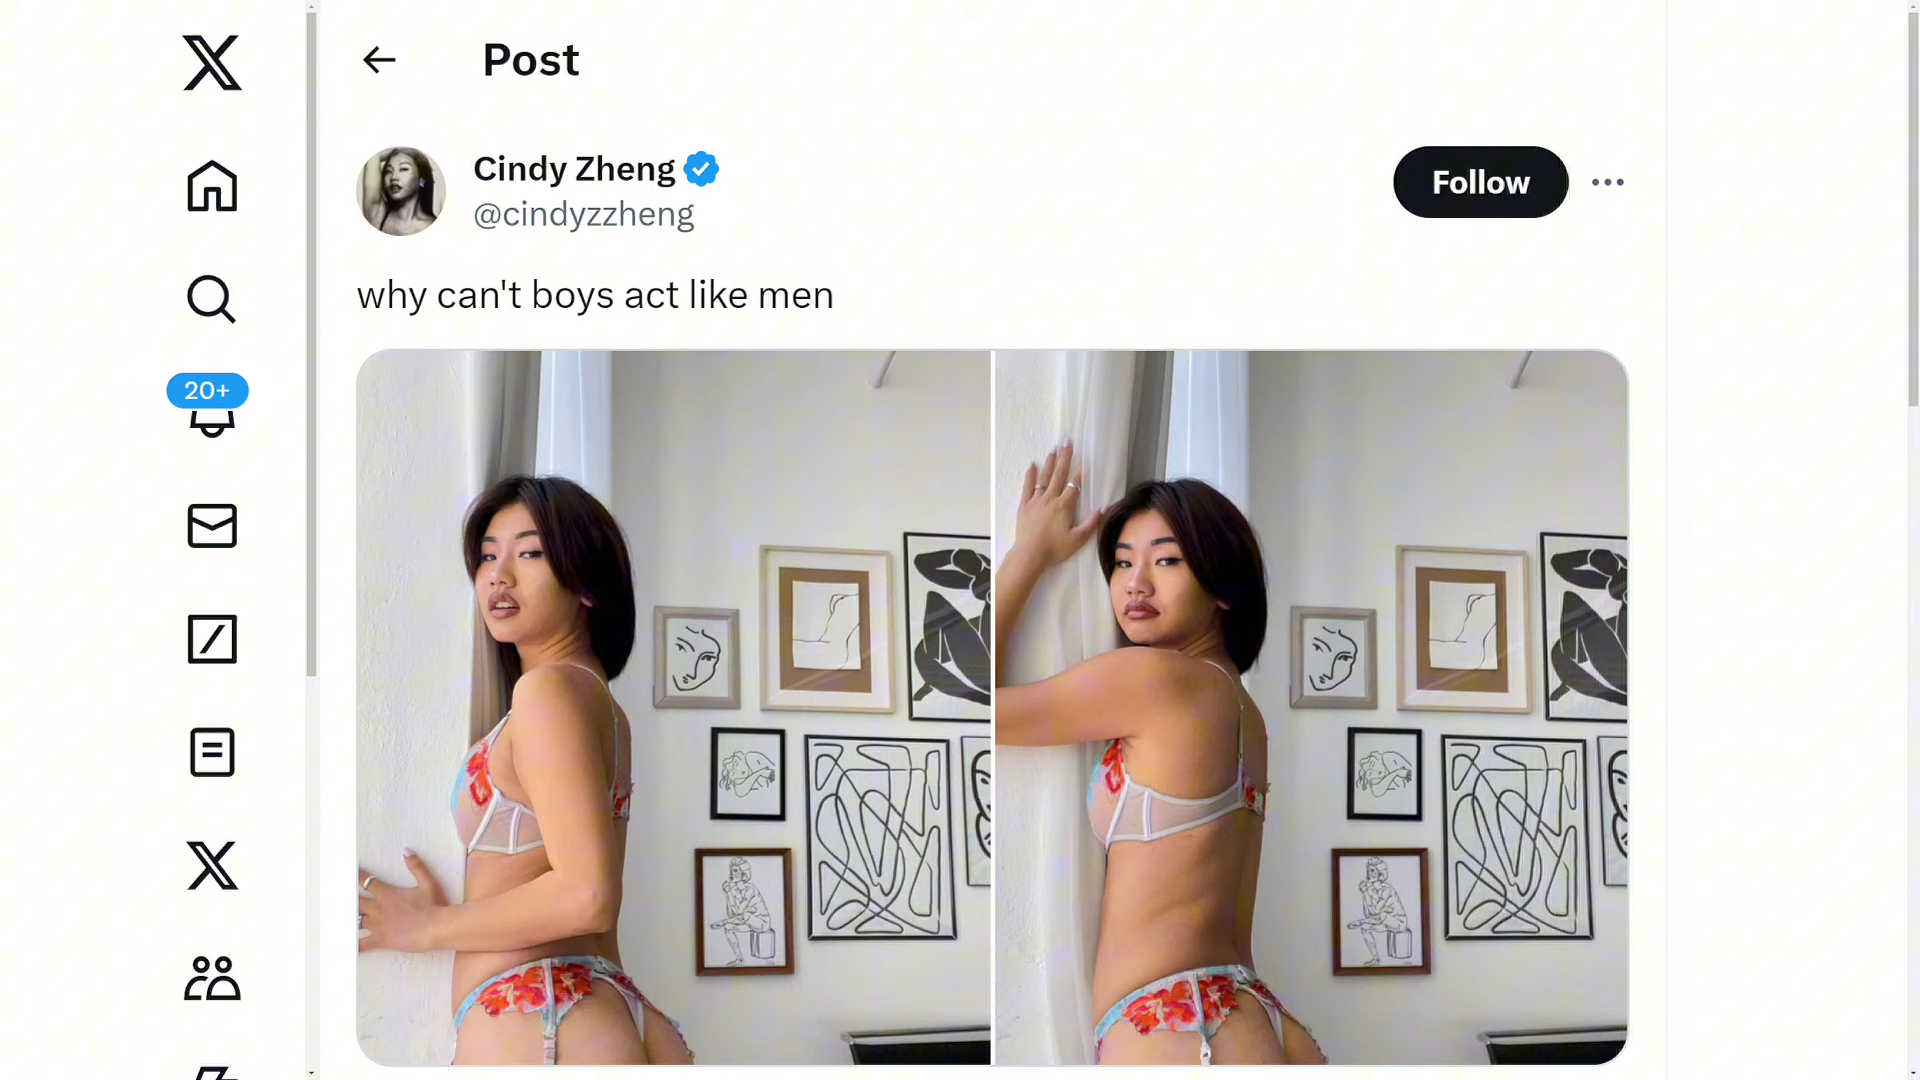 Post
Cindy Zheng
@cindyzzheng
Follow
why can't boys act like men
20+